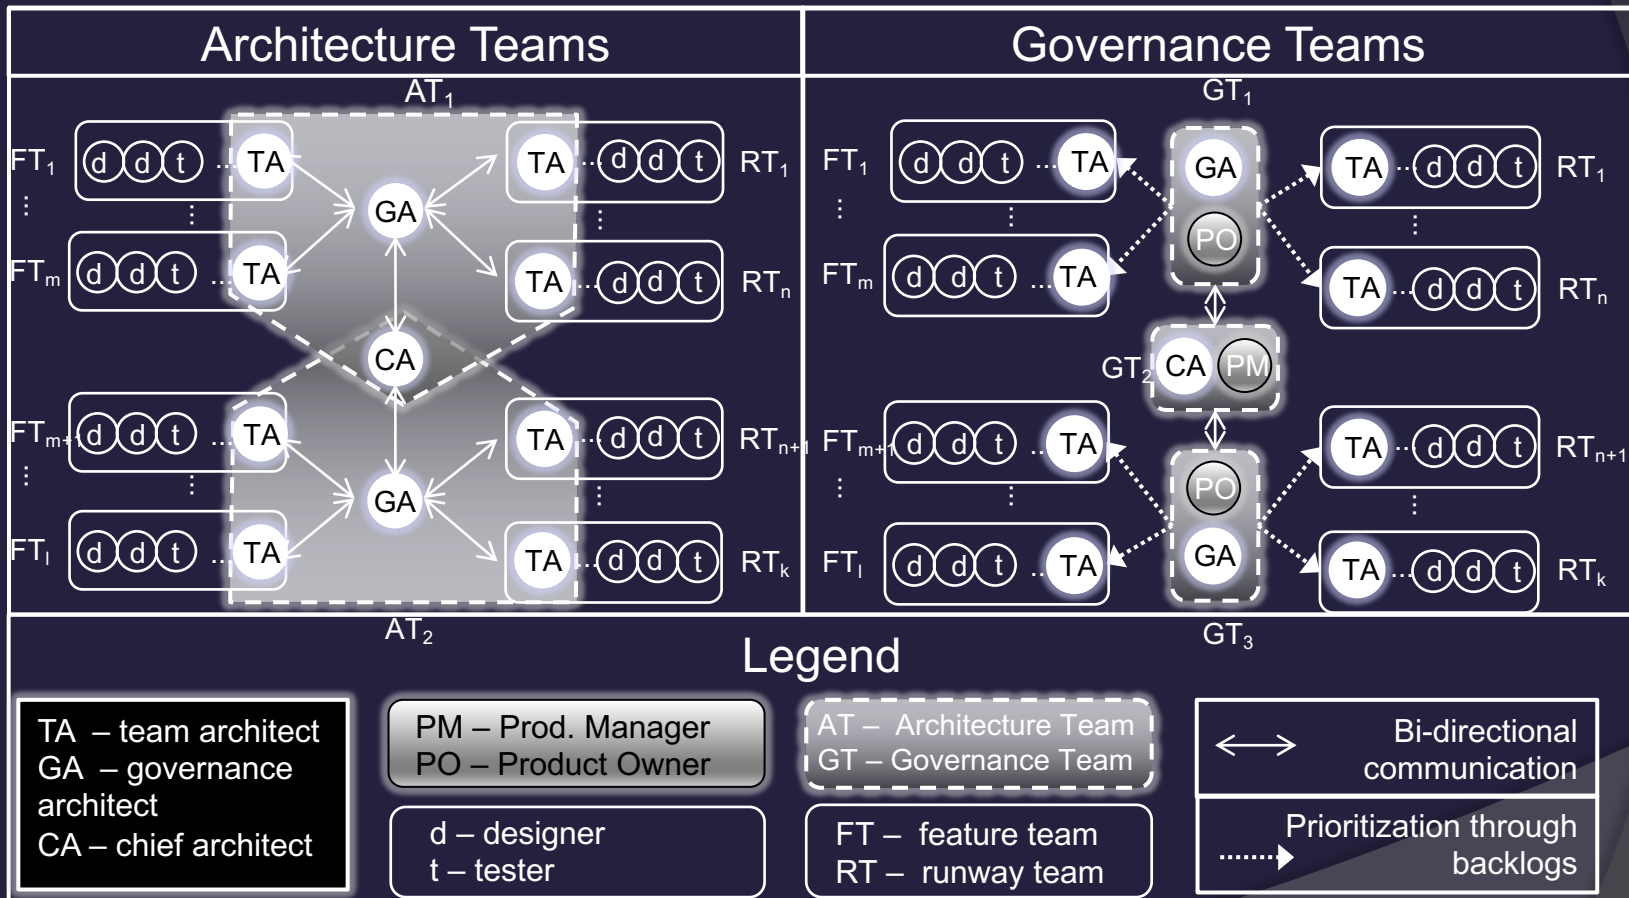 Architecture Teams
Governance Teams
AT1
FT1 d d t ... TA
TA ... d d t RT1
⋮ ⋮ ⋮
GA
FTm d d t ... TA
TA ... d d t RTn
CA
FTm+1 d d t ... TA
TA ... d d t RTn+1
⋮ ⋮ ⋮
GA
FTl d d t ... TA
TA ... d d t RTk
AT2
GT1
FT1 d d t ... TA
GA
TA ... d d t RT1
⋮ ⋮ ⋮
PO
FTm d d t ... TA
TA ... d d t RTn
GT2 CA PM
FTm+1 d d t .. TA
TA ... d d t RTn+1
PO
⋮ ⋮ ⋮
FTl d d t .. TA
GA
TA ... d d t RTk
GT3
Legend
TA – team architect
GA – governance
architect
CA – chief architect
PM – Prod. Manager
PO – Product Owner
d – designer
t – tester
AT – Architecture Team
GT – Governance Team
FT – feature team
RT – runway team
Bi-directional
communication
Prioritization through
backlogs